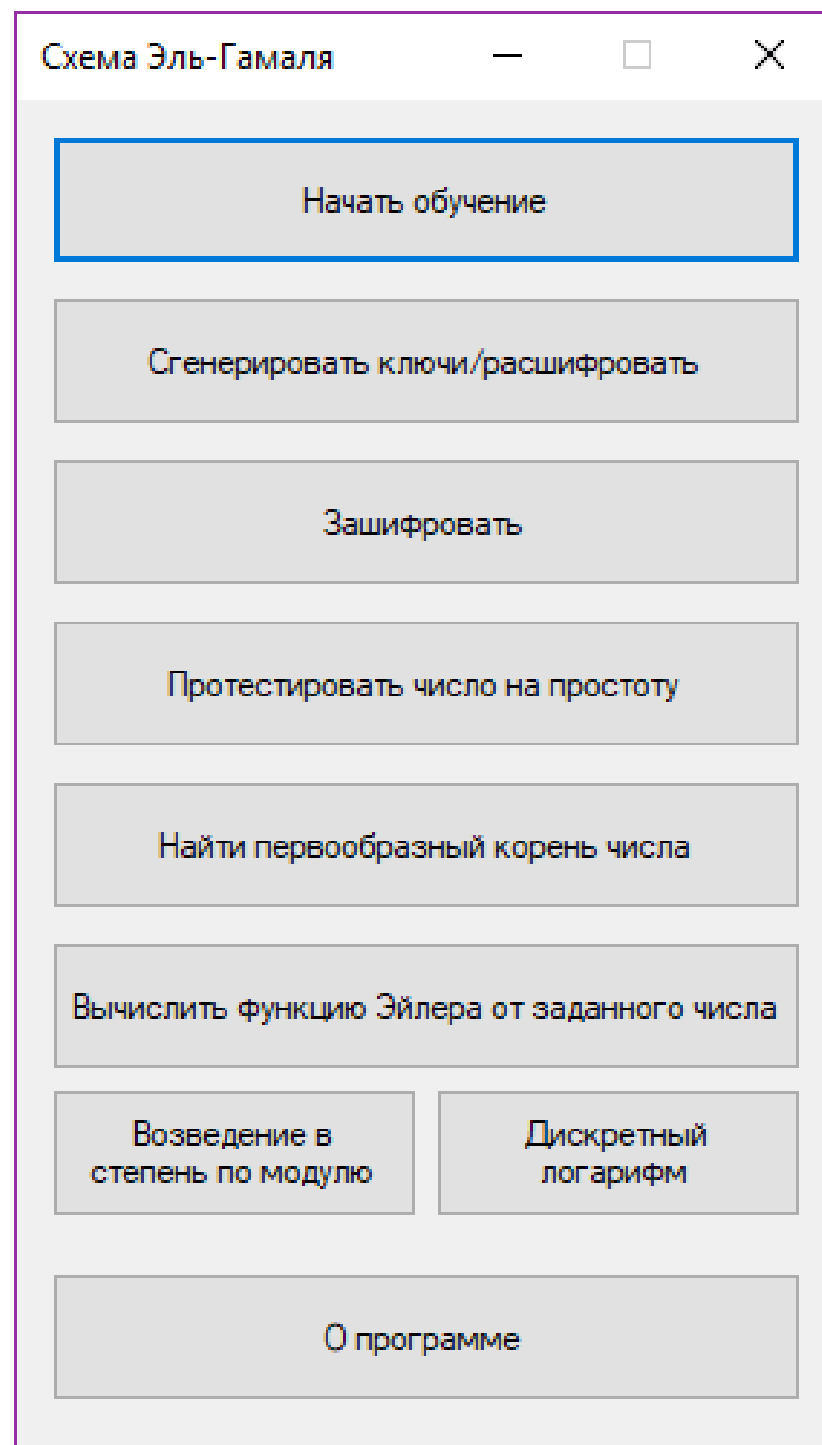 Схема Эль-Гамаля
Начать обучение
Сгенерировать ключи/расшифровать
Зашифровать
Протестировать число на простоту
Найти первообразный корень числа
Вычислить функцию Эйлера от заданного числа
Возведение в
степень по модулю
Дискретный
логарифм
О программе